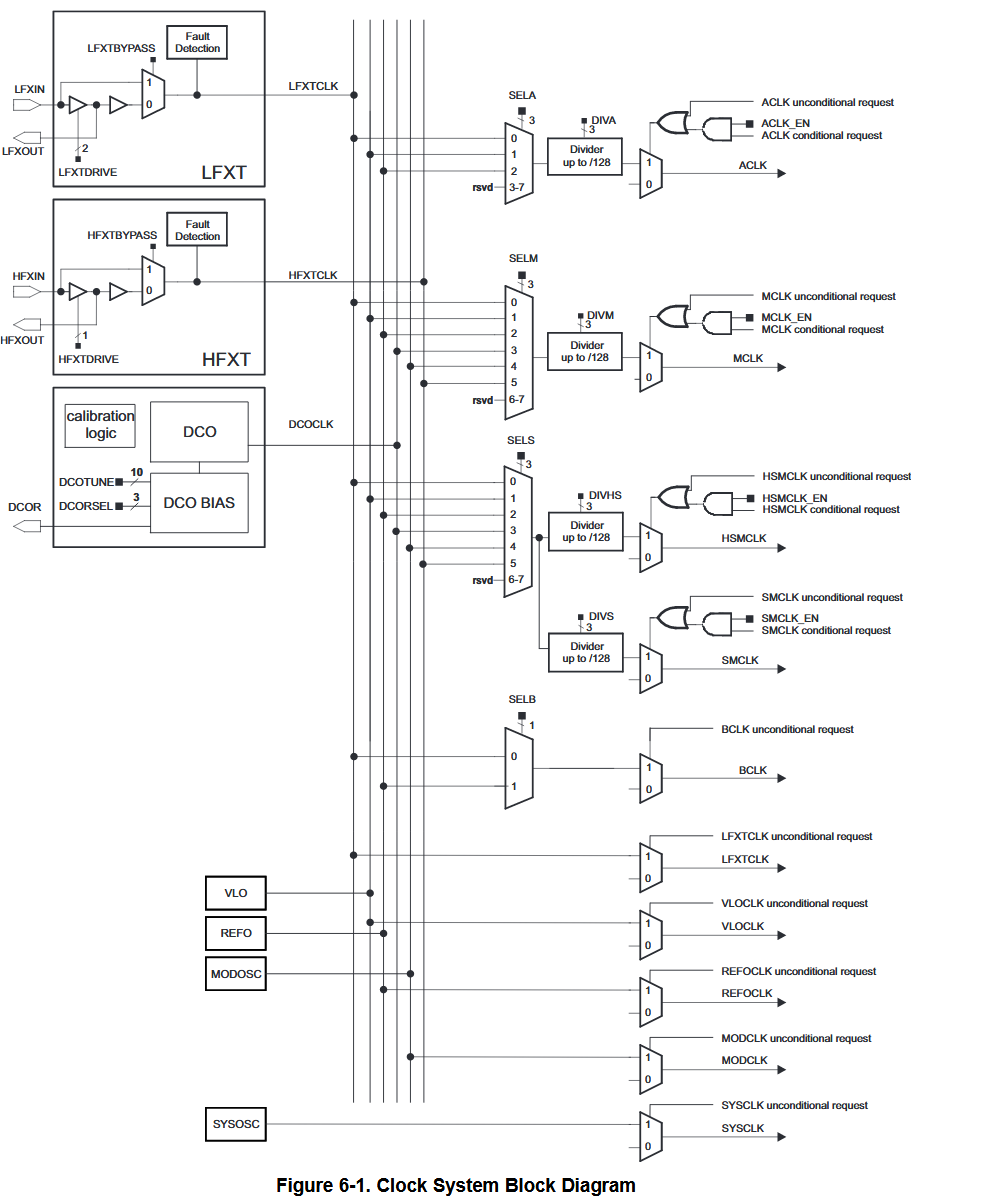 Fault
Detection
LFXTBYPASS
LFXIN
1
0
LFXTCLK
LFXOUT
2
LFXTDRIVE
LFXT
SELA
3
DIVA
3
0
1
2
rsvd 3-7
Divider
up to /128
ACLK unconditional request
ACLK_EN
ACLK conditional request
1
0
ACLK
Fault
Detection
HFXTBYPASS
HFXIN
1
0
HFXTCLK
HFXOUT
1
HFXTDRIVE
HFXT
SELM
3
DIVM
3
0
1
2
3
4
5
rsvd 6-7
Divider
up to /128
MCLK unconditional request
MCLK_EN
MCLK conditional request
1
0
MCLK
calibration
logic
DCO
DCOCLK
DCOTUNE
10
DCORSEL
3
DCO BIAS
DCOR
SELS
3
DIVHS
3
0
1
2
3
4
5
rsvd 6-7
Divider
up to /128
HSMCLK unconditional request
HSMCLK_EN
HSMCLK conditional request
1
0
HSMCLK
DIVS
3
Divider
up to /128
SMCLK unconditional request
SMCLK_EN
SMCLK conditional request
1
0
SMCLK
SELB
1
0
1
BCLK unconditional request
1
0
BCLK
LFXTCLK unconditional request
1
0
LFXTCLK
VLO
VLOCLK unconditional request
1
0
VLOCLK
REFO
MODOSC
REFOCLK unconditional request
1
0
REFOCLK
MODCLK unconditional request
1
0
MODCLK
SYSOSC
SYSCLK unconditional request
1
0
SYSCLK
Figure 6-1. Clock System Block Diagram